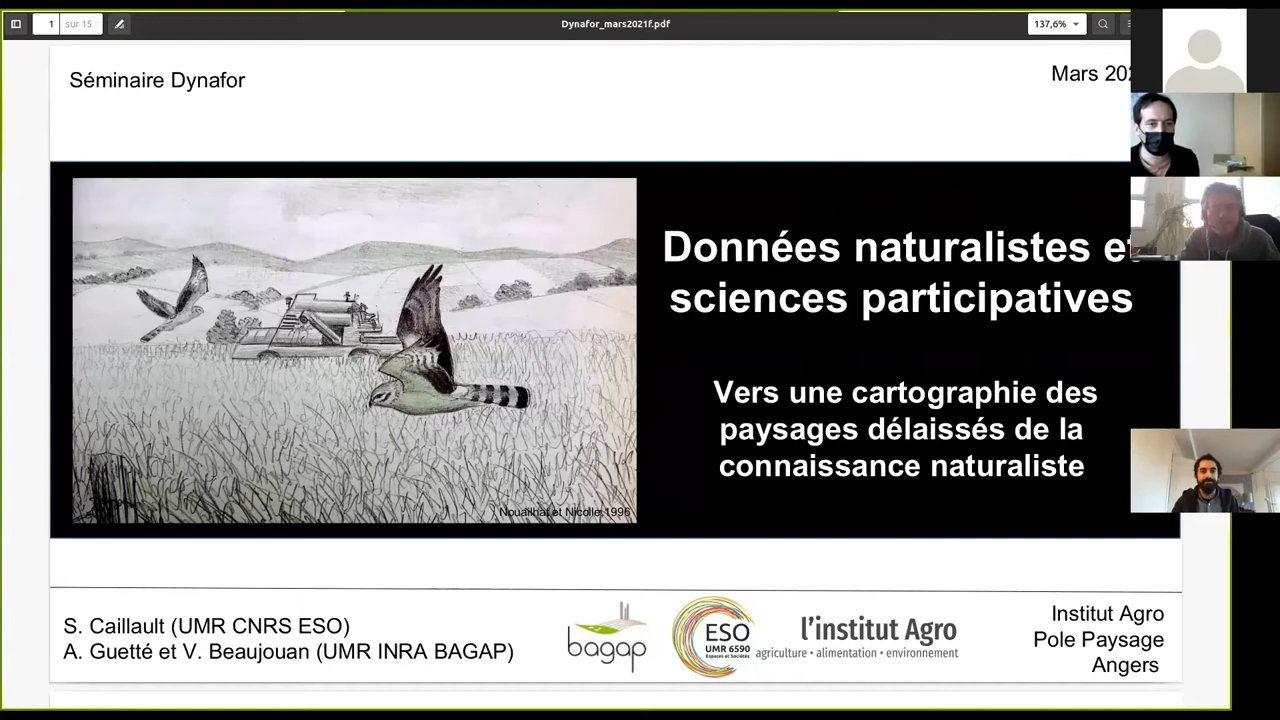 1
sur 15
Dynafor_mars2021f.pdf
137,6%
Séminaire Dynafor
Mars 202
Données naturalistes et
sciences participatives
Vers une cartographie des
paysages délaissés de la
connaissance naturaliste
Nouailhat et Nicolle,1996
S. Caillault (UMR CNRS ESO)
A. Guetté et V. Beaujouan (UMR INRA BAGAP)
bagap
ESO
UMR 6590
Espaces et Sociétés
l'institut Agro
agriculture • alimentation • environnement
Institut Agro
Pole Paysage
Angers